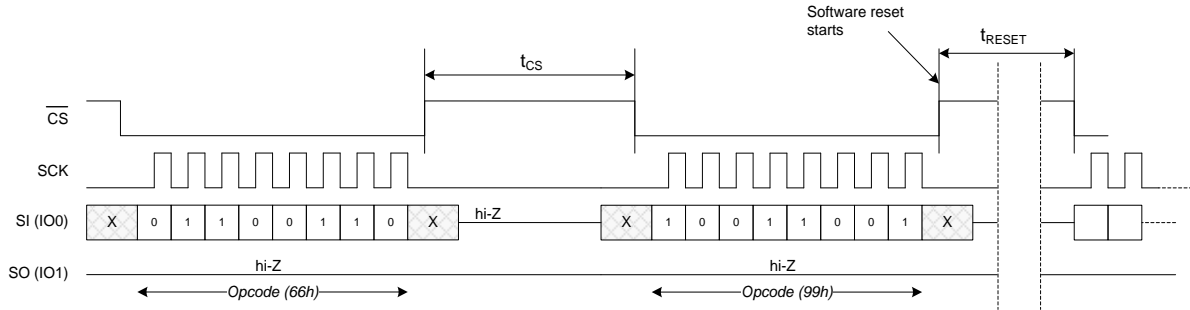 Software reset
starts
tCS
tRESET
CS
SCK
SI (IO0) X 0 1 1 0 0 1 1 0 X hi-Z X 1 0 0 1 1 0 0 1 X
SO (IO1) hi-Z hi-Z
Opcode (66h) Opcode (99h)